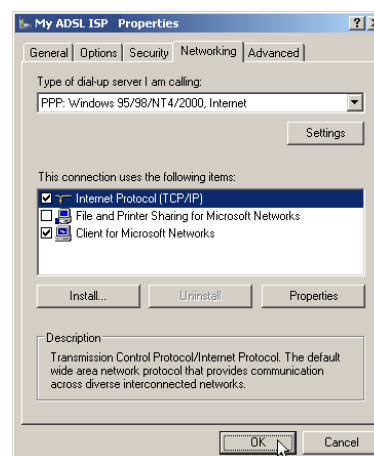 My ADSL ISP Properties
General Options Security Networking Advanced
Type of dial-up server I am calling:
PPP: Windows 95/98/NT4/2000, Internet
Settings
This connection uses the following items:
Internet Protocol (TCP/IP)
File and Printer Sharing for Microsoft Networks
Client for Microsoft Networks
Install... Uninstall Properties
Description
Transmission Control Protocol/Internet Protocol. The default
wide area network protocol that provides communication
across diverse interconnected networks.
OK Cancel